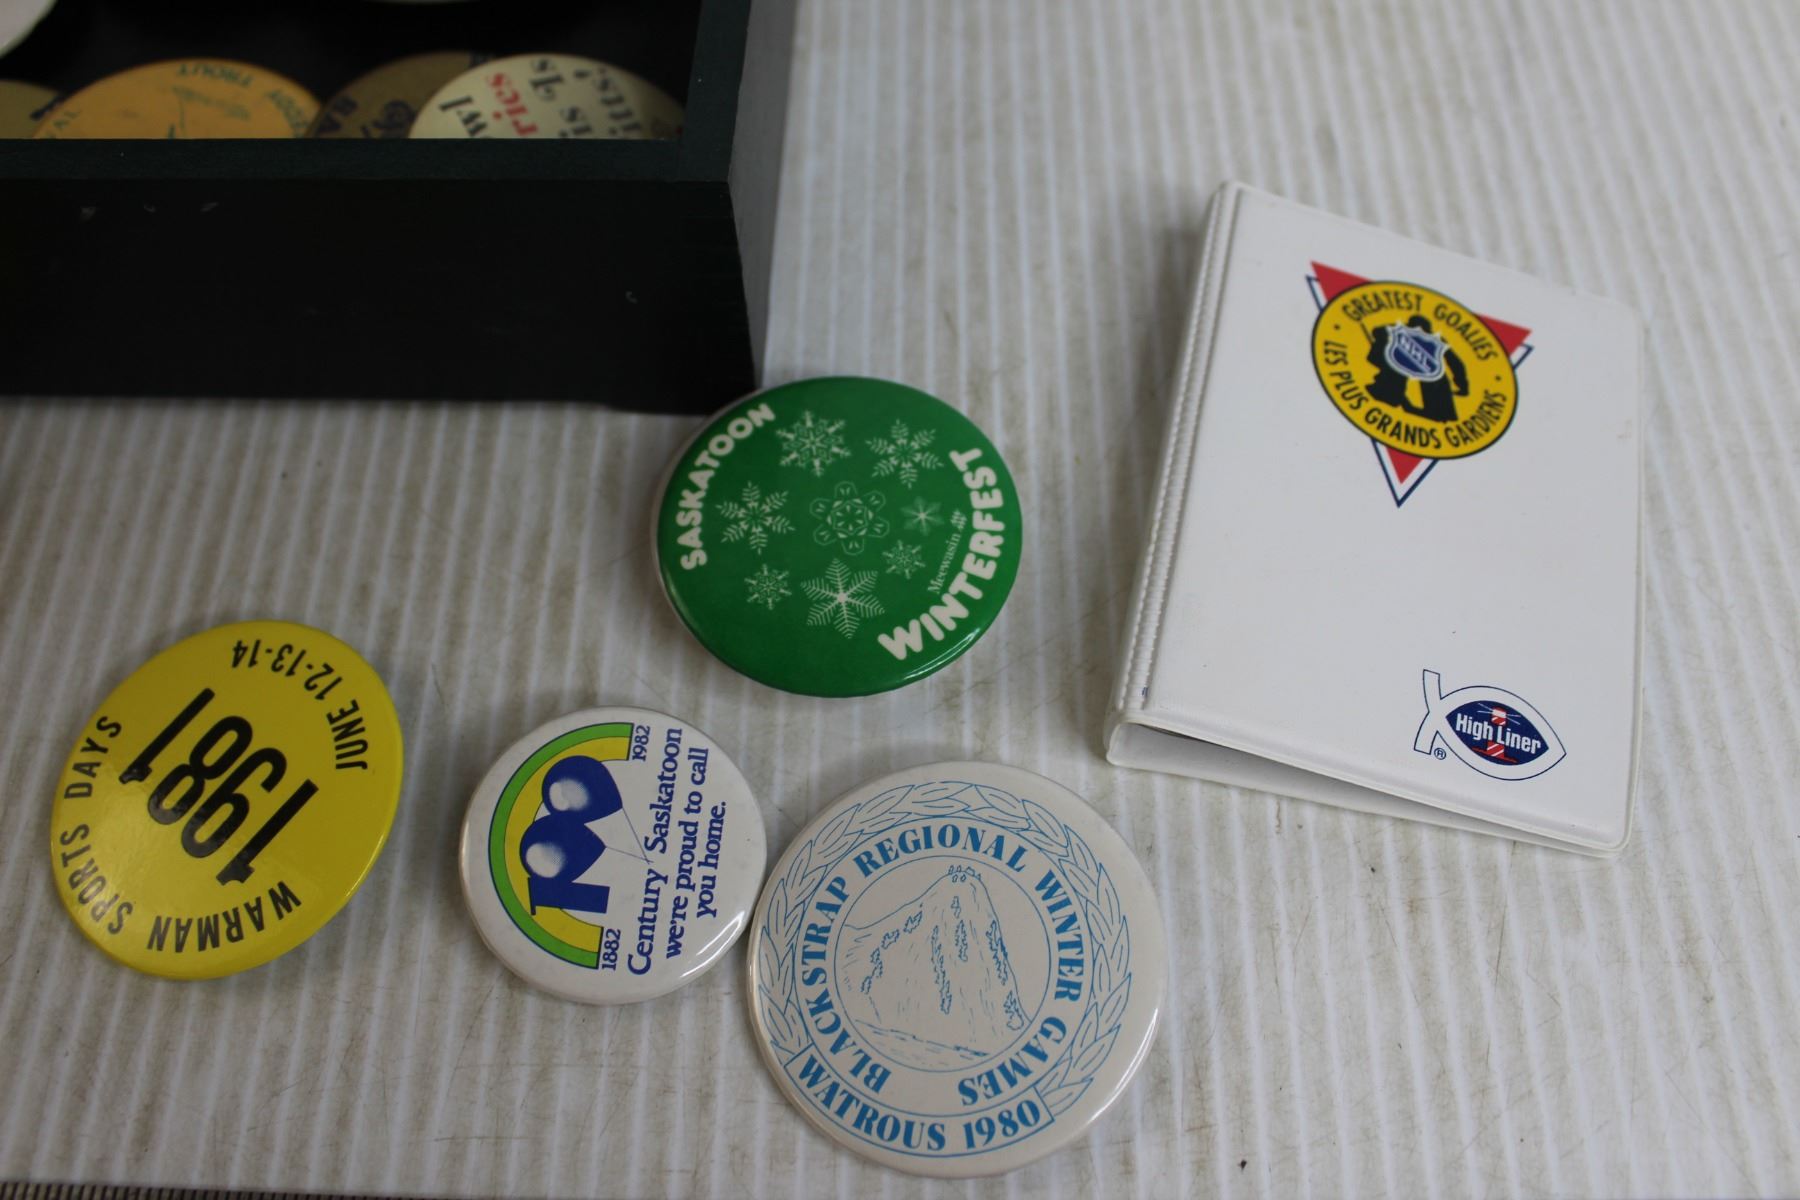 TROUT
SASKATOON
Meewasin
WINTERFEST
GREATEST GOALIES
NHL
LES PLUS GRANDS GARDIENS
High Liner
®
WARMAN SPORTS DAYS
1981
JUNE 12-13-14
100
1882
1982
Century Saskatoon
we're proud to call
you home.
BLACKSTRAP REGIONAL WINTER GAMES
WATROUS 1980